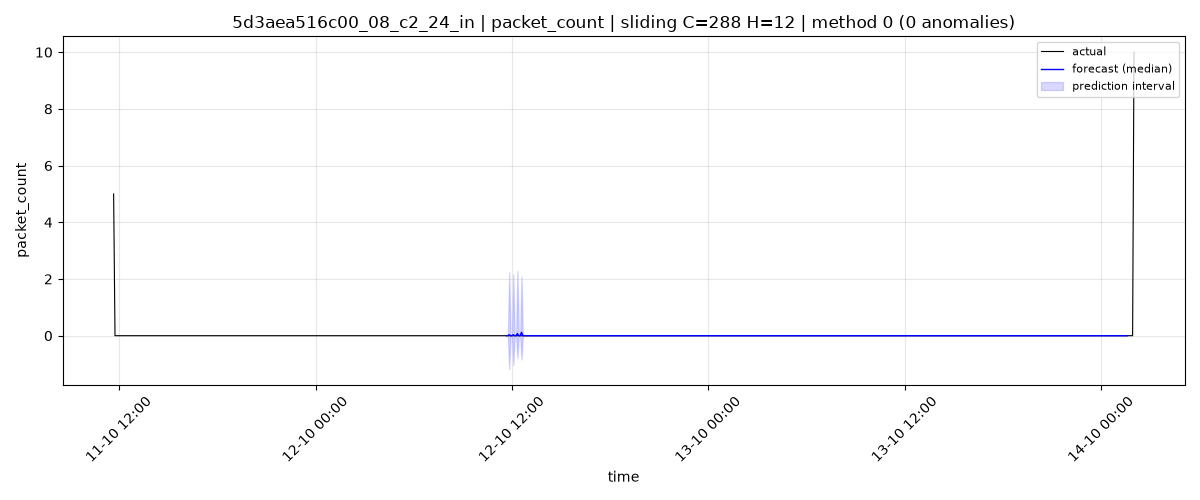 5d3aea516c00_08_c2_24_in | packet_count | sliding C=288 H=12 | method 0 (0 anomalies)
actual
forecast (median)
prediction interval
10
8
6
4
2
0
packet_count
11-10 12:00
12-10 00:00
12-10 12:00
13-10 00:00
13-10 12:00
14-10 00:00
time